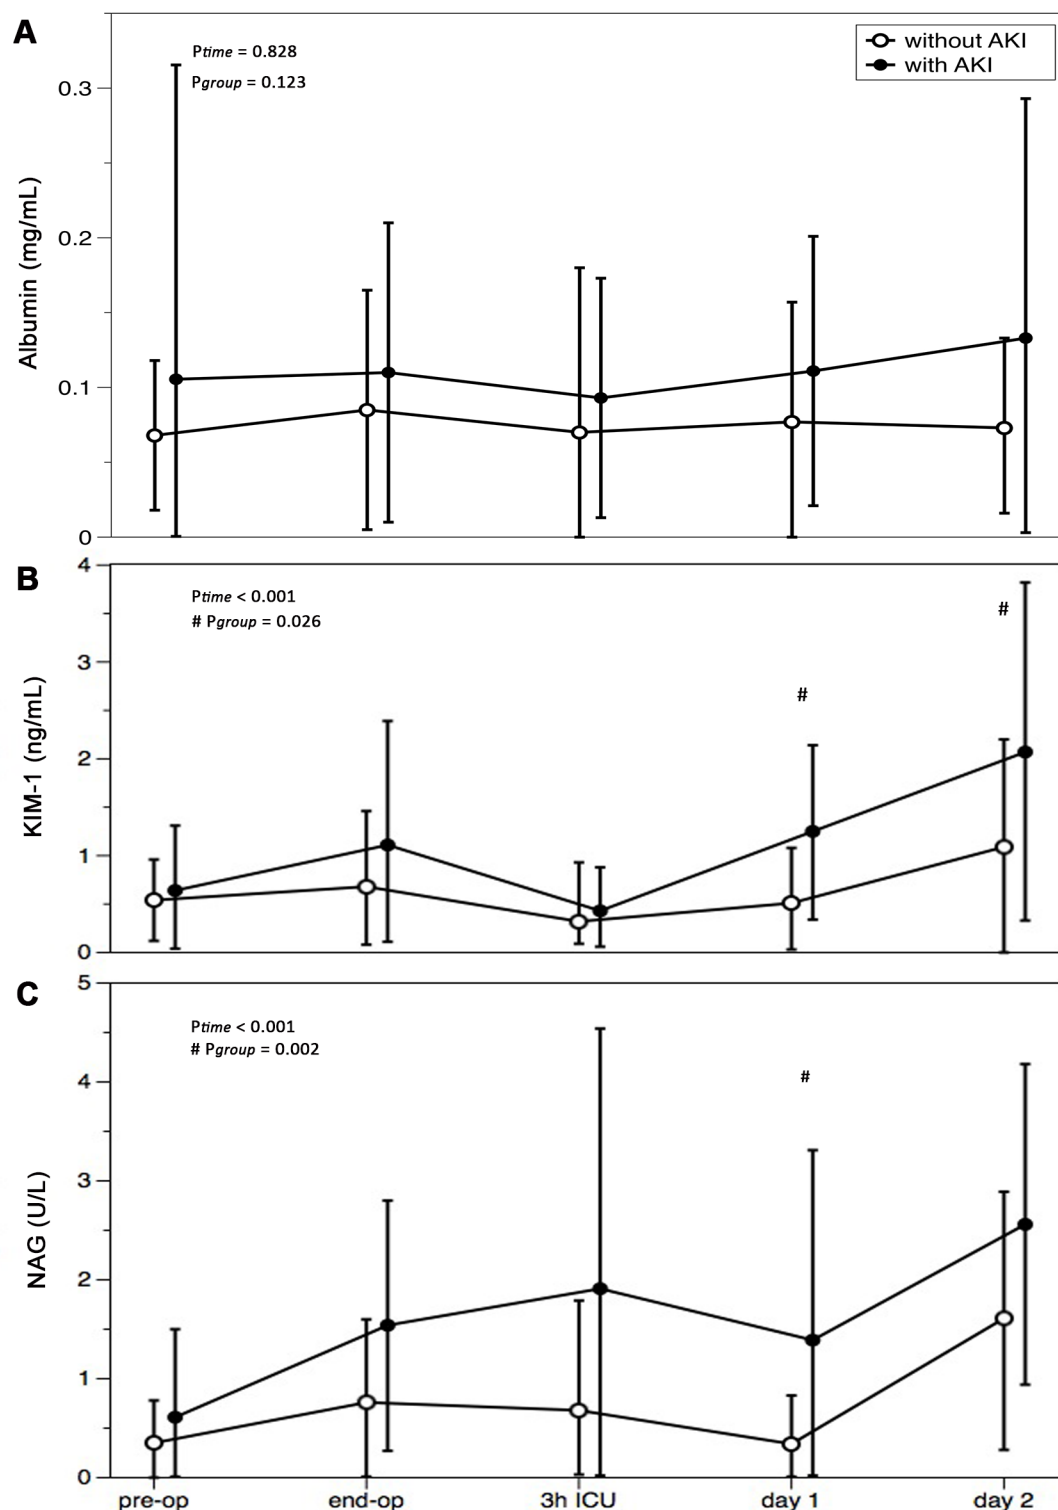 A
Ptime = 0.828
Pgroup = 0.123
without AKI
with AKI
0.3
0.2
0.1
0
Albumin (mg/mL)
B
Ptime < 0.001
# Pgroup = 0.026
#
#
4
3
2
1
0
KIM-1 (ng/mL)
C
Ptime < 0.001
# Pgroup = 0.002
#
5
4
3
2
1
0
NAG (U/L)
pre-op end-op 3h ICU day 1 day 2